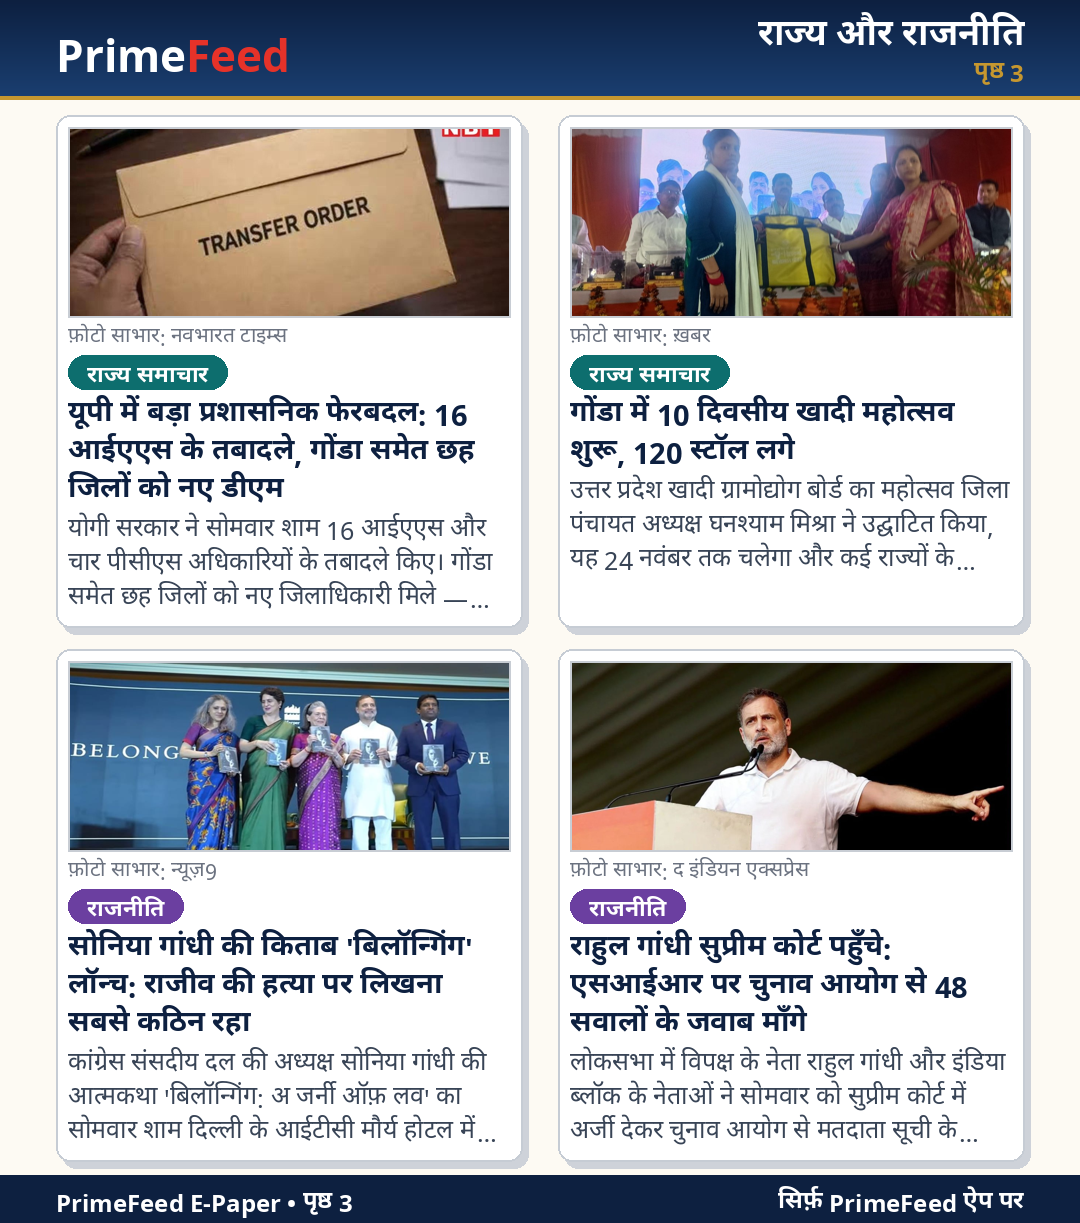 PrimeFeed
राज्य और राजनीति
पृष्ठ 3
NBT
TRANSFER ORDER
फ़ोटो साभार: नवभारत टाइम्स
राज्य समाचार
यूपी में बड़ा प्रशासनिक फेरबदल: 16
आईएएस के तबादले, गोंडा समेत छह
जिलों को नए डीएम
योगी सरकार ने सोमवार शाम 16 आईएएस और
चार पीसीएस अधिकारियों के तबादले किए। गोंडा
समेत छह जिलों को नए जिलाधिकारी मिले —...
फ़ोटो साभार: ख़बर
राज्य समाचार
गोंडा में 10 दिवसीय खादी महोत्सव
शुरू, 120 स्टॉल लगे
उत्तर प्रदेश खादी ग्रामोद्योग बोर्ड का महोत्सव जिला
पंचायत अध्यक्ष घनश्याम मिश्रा ने उद्घाटित किया,
यह 24 नवंबर तक चलेगा और कई राज्यों के...
BELONG VE
फ़ोटो साभार: न्यूज़9
राजनीति
सोनिया गांधी की किताब 'बिलॉन्गिंग'
लॉन्च: राजीव की हत्या पर लिखना
सबसे कठिन रहा
कांग्रेस संसदीय दल की अध्यक्ष सोनिया गांधी की
आत्मकथा 'बिलॉन्गिंग: अ जर्नी ऑफ़ लव' का
सोमवार शाम दिल्ली के आईटीसी मौर्य होटल में...
फ़ोटो साभार: द इंडियन एक्सप्रेस
राजनीति
राहुल गांधी सुप्रीम कोर्ट पहुँचे:
एसआईआर पर चुनाव आयोग से 48
सवालों के जवाब माँगे
लोकसभा में विपक्ष के नेता राहुल गांधी और इंडिया
ब्लॉक के नेताओं ने सोमवार को सुप्रीम कोर्ट में
अर्जी देकर चुनाव आयोग से मतदाता सूची के...
PrimeFeed E-Paper • पृष्ठ 3
सिर्फ़ PrimeFeed ऐप पर